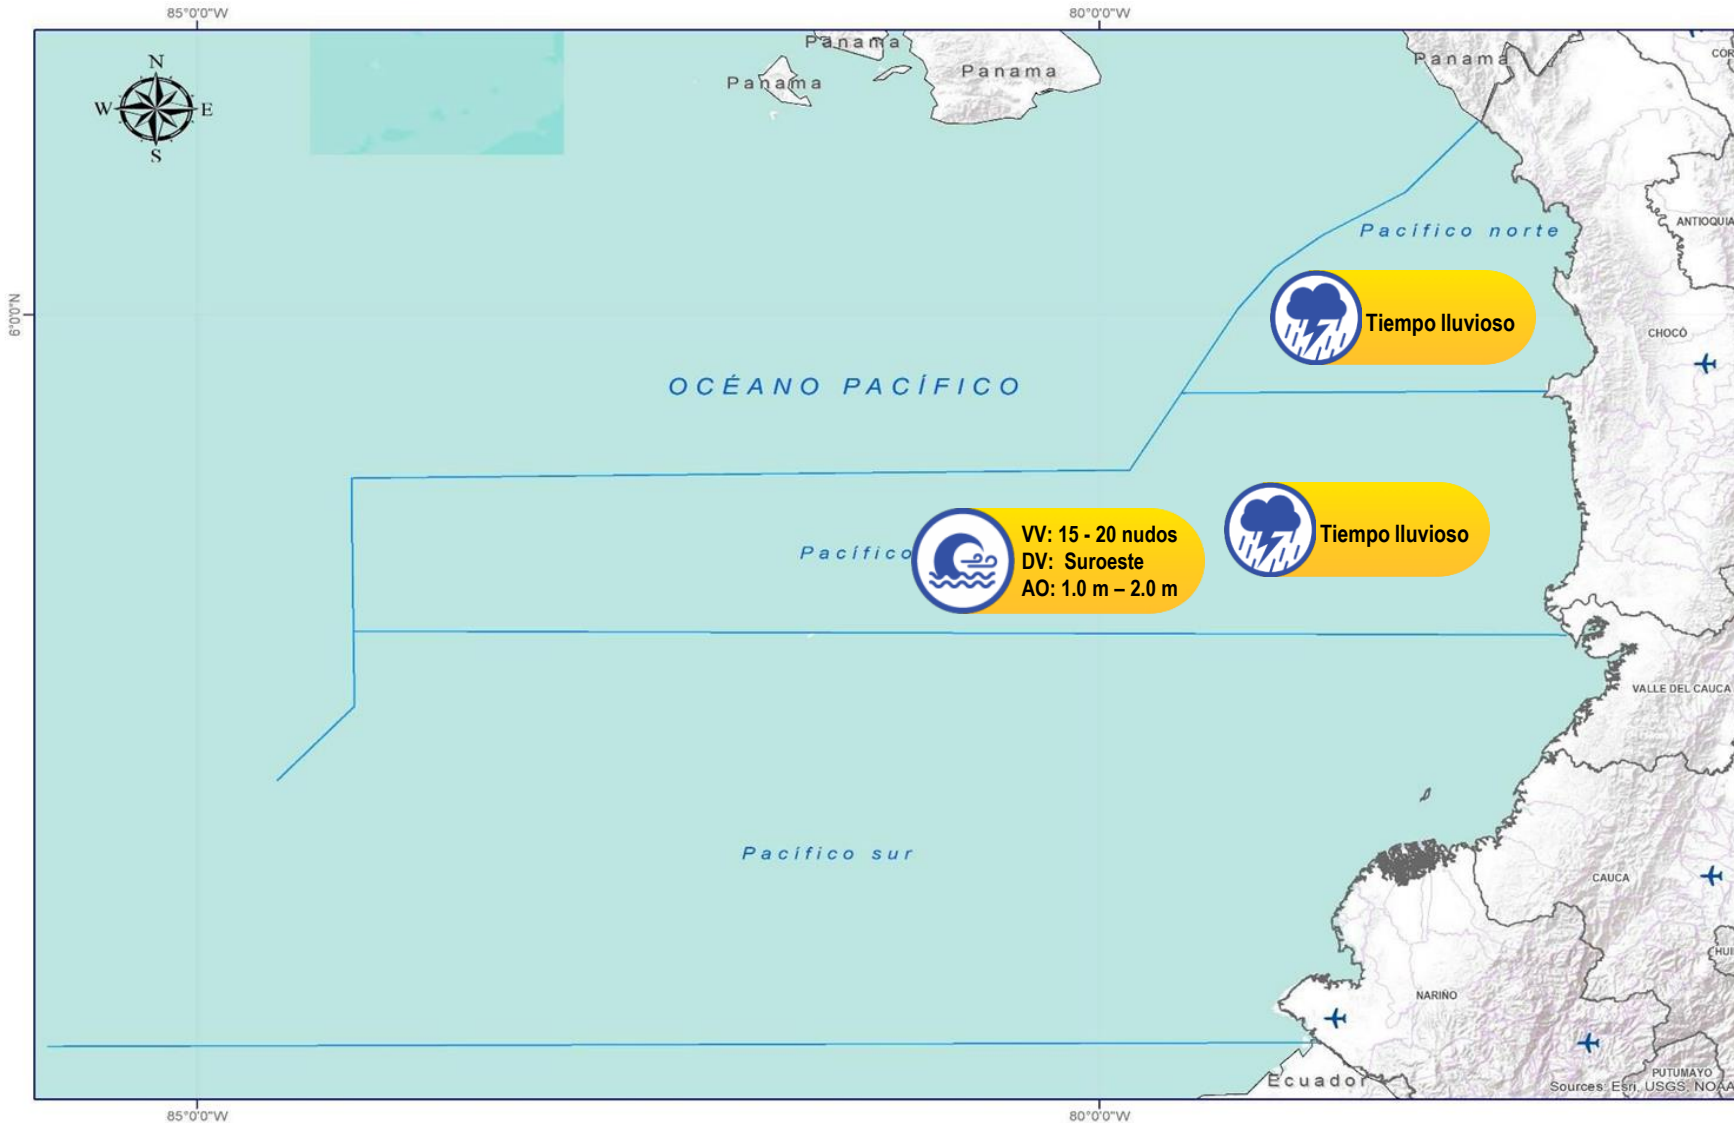 85°0'0"W
80°0'0"W
N
W
E
S
Panama
Panama
Panama
Panama
COR
ANTIOQUIA
Pacífico norte
6°0'0"N
Tiempo lluvioso
CHOCÓ
OCÉANO PACÍFICO
Pacífico
VV: 15 - 20 nudos
DV: Suroeste
AO: 1.0 m – 2.0 m
Tiempo lluvioso
VALLE DEL CAUCA
Pacífico sur
CAUCA
HUI
NARIÑO
PUTUMAYO
Ecuador
Sources: Esri, USGS, NOAA
85°0'0"W
80°0'0"W